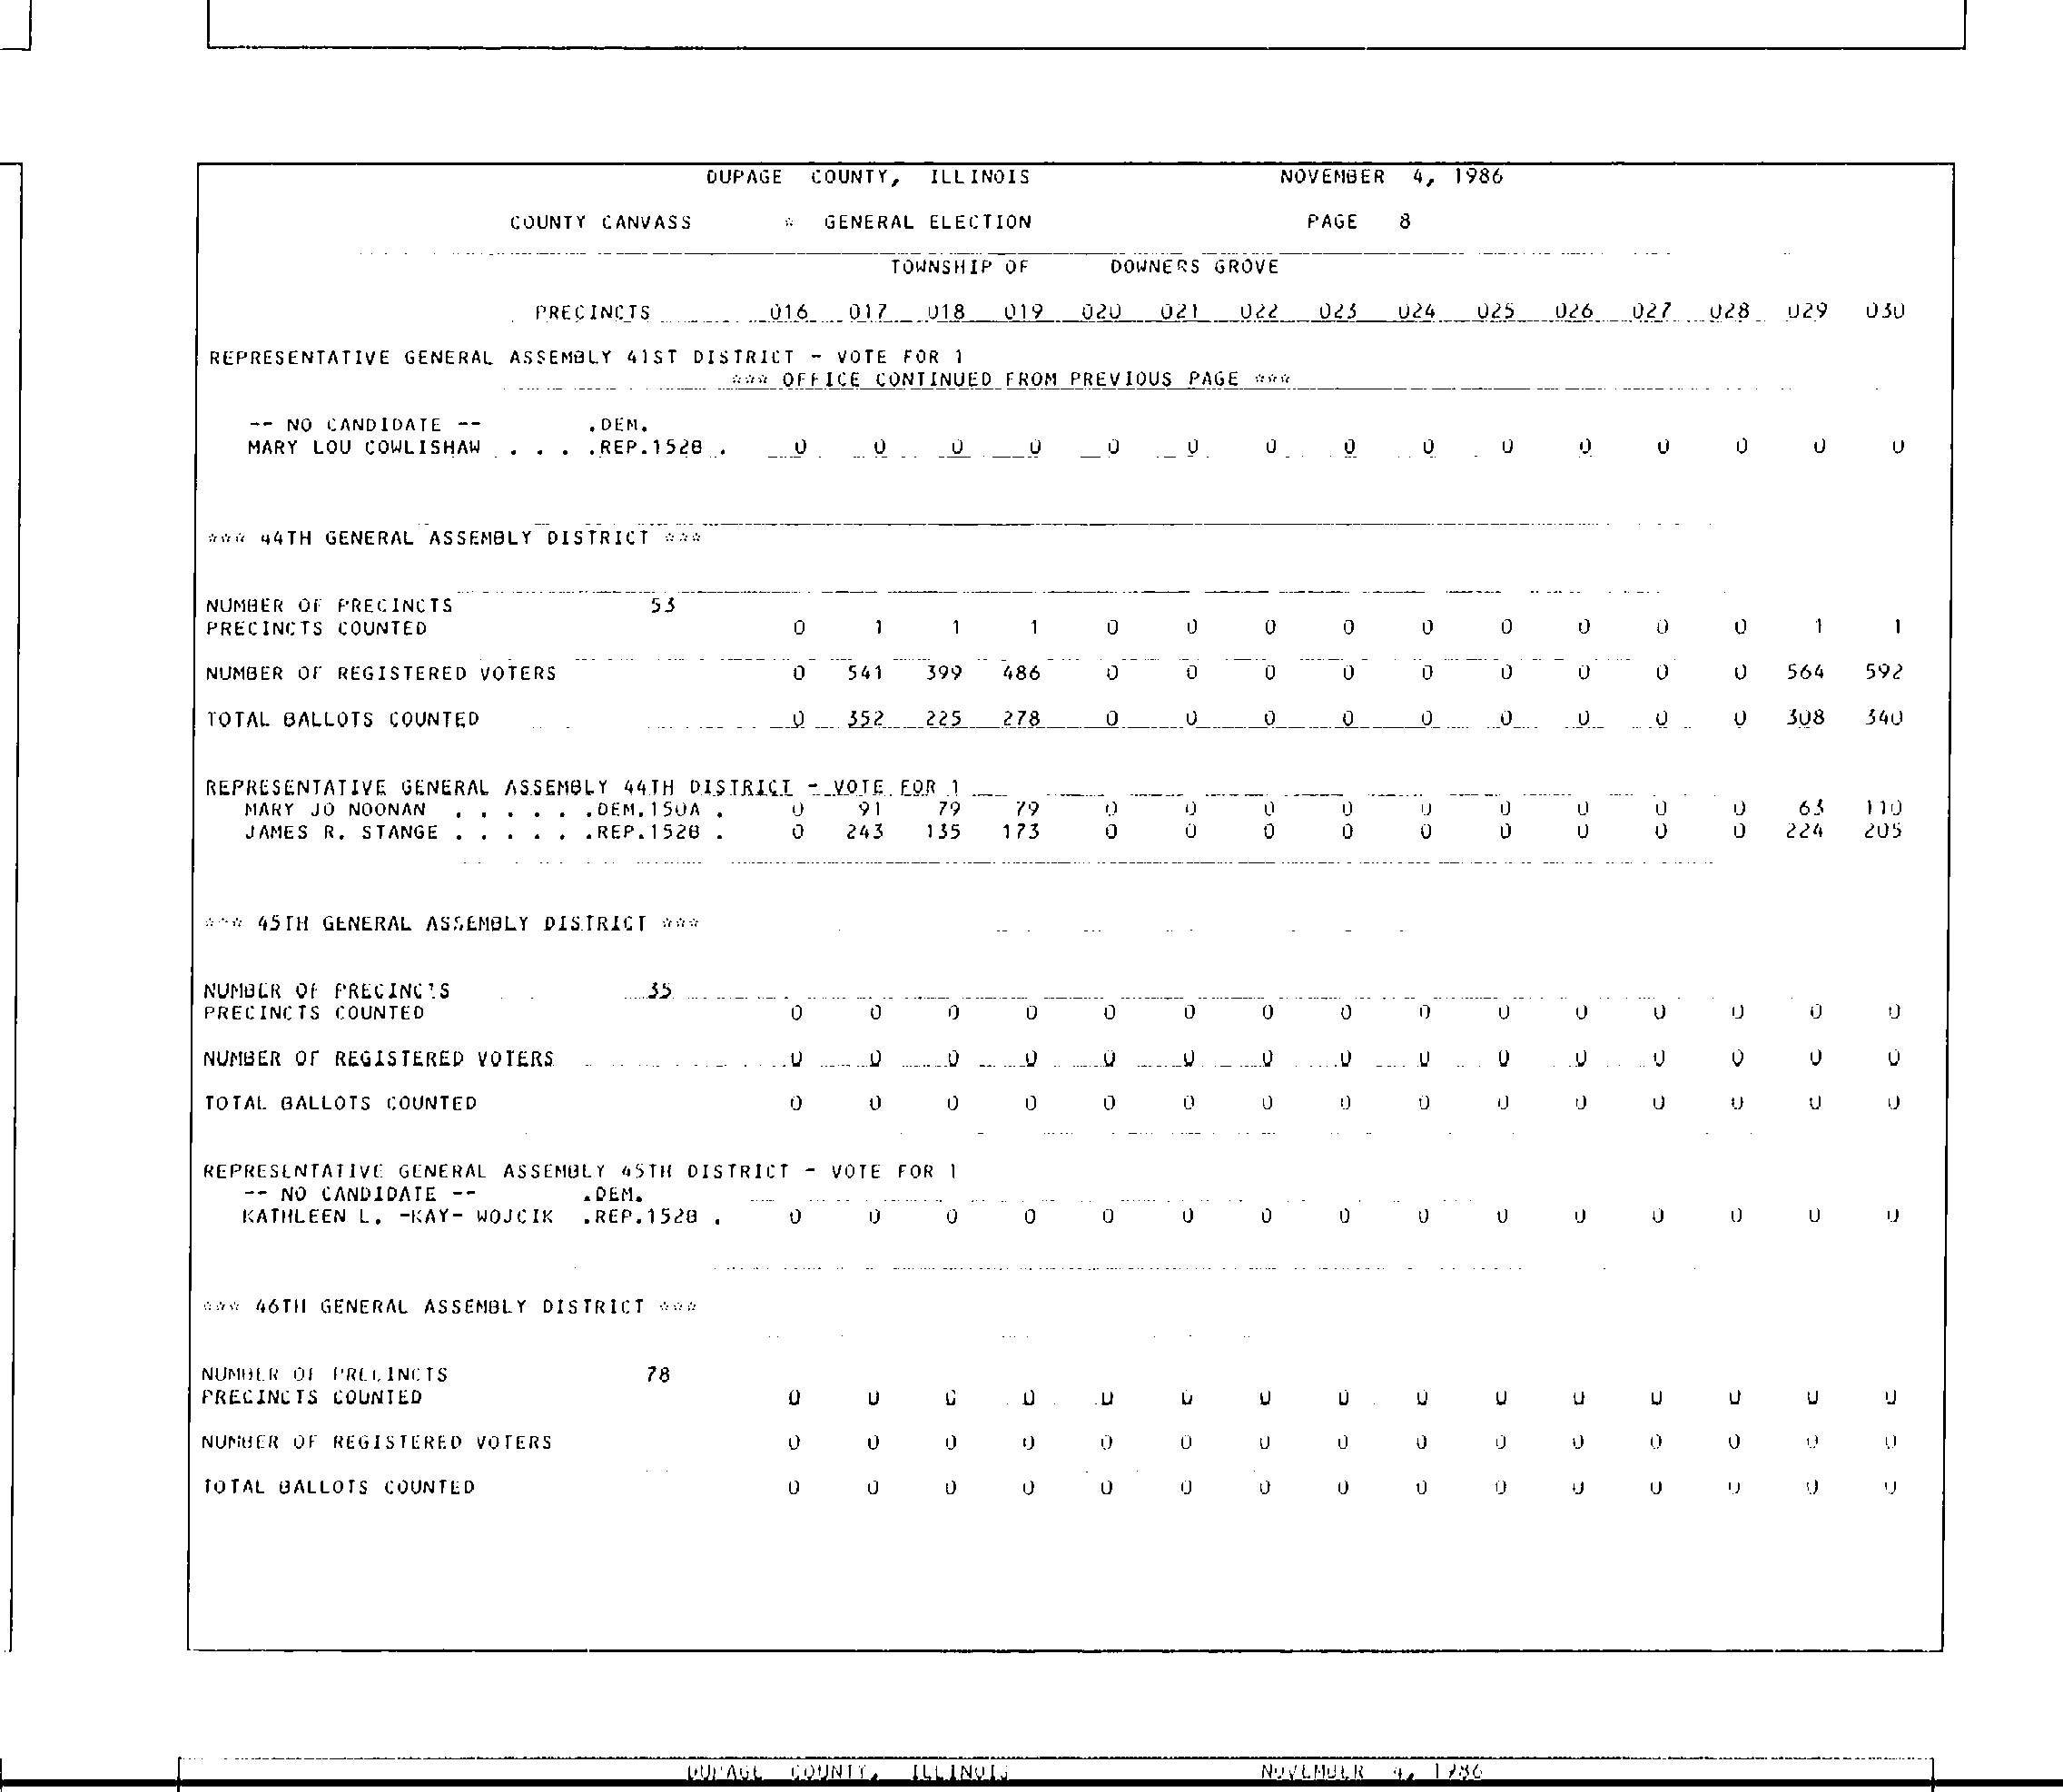 DUPAGE COUNTY, ILLINOIS NOVEMBER 4, 1986
COUNTY CANVASS * GENERAL ELECTION PAGE 8
TOWNSHIP OF DOWNERS GROVE
PRECINCTS 016 017 018 019 020 021 022 023 024 025 026 027 028 029 030
REPRESENTATIVE GENERAL ASSEMBLY 41ST DISTRICT - VOTE FOR 1
*** OFFICE CONTINUED FROM PREVIOUS PAGE ***
-- NO CANDIDATE -- .DEM.
MARY LOU COWLISHAW . . . .REP.152B . 0 0 0 0 0 0 0 0 0 0 0 0 0 0 0
*** 44TH GENERAL ASSEMBLY DISTRICT ***
NUMBER OF PRECINCTS 53
PRECINCTS COUNTED 0 1 1 1 0 0 0 0 0 0 0 0 0 1 1
NUMBER OF REGISTERED VOTERS 0 541 399 486 0 0 0 0 0 0 0 0 0 564 592
TOTAL BALLOTS COUNTED 0 352 225 278 0 0 0 0 0 0 0 0 0 308 340
REPRESENTATIVE GENERAL ASSEMBLY 44TH DISTRICT - VOTE FOR 1
MARY JO NOONAN . . . . . .DEM.150A . 0 91 79 79 0 0 0 0 0 0 0 0 0 63 110
JAMES R. STANGE . . . . . .REP.152B . 0 243 135 173 0 0 0 0 0 0 0 0 0 224 205
*** 45TH GENERAL ASSEMBLY DISTRICT ***
NUMBER OF PRECINCTS 35
PRECINCTS COUNTED 0 0 0 0 0 0 0 0 0 0 0 0 0 0 0
NUMBER OF REGISTERED VOTERS 0 0 0 0 0 0 0 0 0 0 0 0 0 0 0
TOTAL BALLOTS COUNTED 0 0 0 0 0 0 0 0 0 0 0 0 0 0 0
REPRESENTATIVE GENERAL ASSEMBLY 45TH DISTRICT - VOTE FOR 1
-- NO CANDIDATE -- .DEM.
KATHLEEN L. -KAY- WOJCIK .REP.152B . 0 0 0 0 0 0 0 0 0 0 0 0 0 0 0
*** 46TH GENERAL ASSEMBLY DISTRICT ***
NUMBER OF PRECINCTS 78
PRECINCTS COUNTED 0 0 0 0 0 0 0 0 0 0 0 0 0 0 0
NUMBER OF REGISTERED VOTERS 0 0 0 0 0 0 0 0 0 0 0 0 0 0 0
TOTAL BALLOTS COUNTED 0 0 0 0 0 0 0 0 0 0 0 0 0 0 0
DUPAGE COUNTY, ILLINOIS NOVEMBER 4, 1986